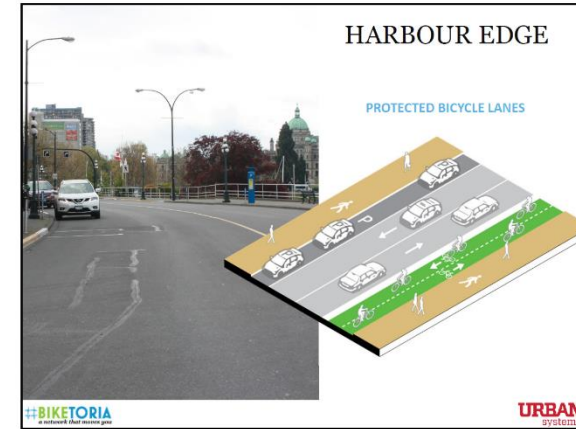 HARBOUR EDGE
PROTECTED BICYCLE LANES
P
#BIKETORIA
a network that moves you
URBAN
systems